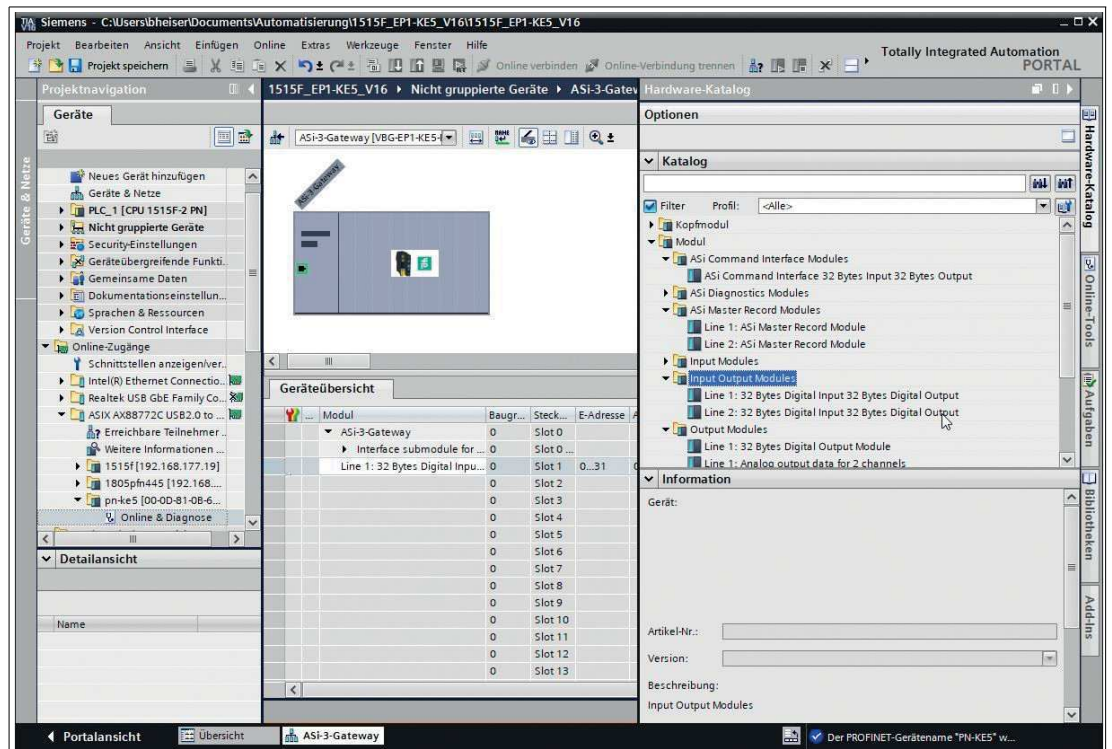 Siemens - C:\Users\bheiser\Documents\Automatisierung\1515F_EP1-KE5_V16\1515F_EP1-KE5_V16
Projekt Bearbeiten Ansicht Einfügen Online Extras Werkzeuge Fenster Hilfe
Totally Integrated Automation
PORTAL
Projekt speichern
Online verbinden
Online-Verbindung trennen
Projektnavigation
Geräte
Geräte & Netze
Neues Gerät hinzufügen
Geräte & Netze
PLC_1 [CPU 1515F-2 PN]
Nicht gruppierte Geräte
Security-Einstellungen
Geräteübergreifende Funkti..
Gemeinsame Daten
Dokumentationseinstellun...
Sprachen & Ressourcen
Version Control Interface
Online-Zugänge
Schnittstellen anzeigen/ver..
Intel(R) Ethernet Connectio..
Realtek USB GbE Family Co..
ASIX AX88772C USB2.0 to ...
Erreichbare Teilnehmer ..
Weitere Informationen ...
1515f [192.168.177.19]
1805pfn445 [192.168....
pn-ke5 [00-0D-81-0B-6...
Online & Diagnose
Detailansicht
Name
1515F_EP1-KE5_V16 Nicht gruppierte Geräte ASi-3-Gatew
ASi-3-Gateway [VBG-EP1-KE5-
ASi-3-Gateway
Geräteübersicht
... Modul Baugr... Steck... E-Adresse A
ASi-3-Gateway 0 Slot 0
Interface submodule for ... 0 Slot 0 ...
Line 1: 32 Bytes Digital Inpu... 0 Slot 1 0...31
0 Slot 2
0 Slot 3
0 Slot 4
0 Slot 5
0 Slot 6
0 Slot 7
0 Slot 8
0 Slot 9
0 Slot 10
0 Slot 11
0 Slot 12
0 Slot 13
Hardware-Katalog
Optionen
Katalog
Filter Profil: <Alle>
Kopfmodul
Modul
ASi Command Interface Modules
ASi Command Interface 32 Bytes Input 32 Bytes Output
ASi Diagnostics Modules
ASi Master Record Modules
Line 1: ASi Master Record Module
Line 2: ASi Master Record Module
Input Modules
Input Output Modules
Line 1: 32 Bytes Digital Input 32 Bytes Digital Output
Line 2: 32 Bytes Digital Input 32 Bytes Digital Output
Output Modules
Line 1: 32 Bytes Digital Output Module
Line 1: Analog output data for 2 channels
Information
Gerät:
Artikel-Nr.:
Version:
Beschreibung:
Input Output Modules
Hardware-Katalog
Online-Tools
Aufgaben
Bibliotheken
Add-Ins
Portalansicht
Übersicht
ASi-3-Gateway
Der PROFINET-Gerätename "PN-KE5" w...